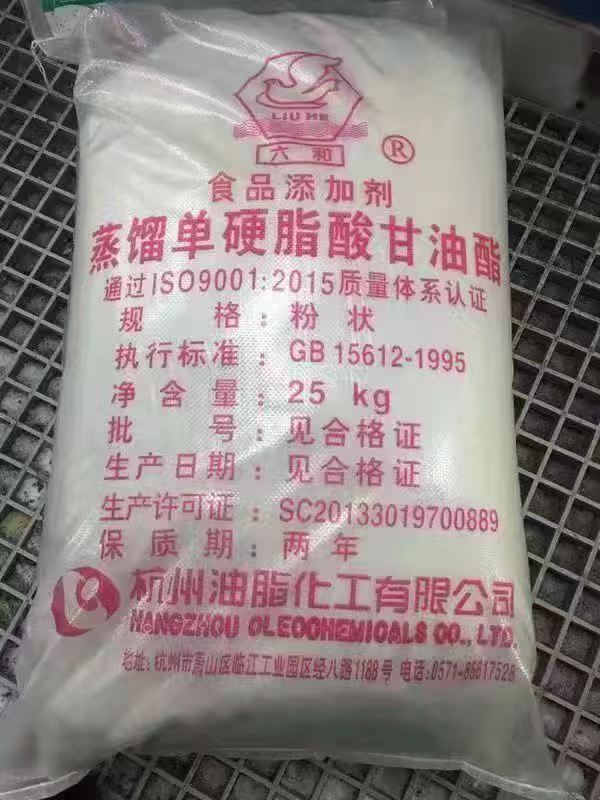 LIU HE
六和
®
食品添加剂
蒸馏单硬脂酸甘油酯
通过ISO9001:2015质量体系认证
规格:粉状
执行标准:GB 15612-1995
净含量:25 kg
批号:见合格证
生产日期:见合格证
生产许可证:SC20133019700889
保质期:两年
杭州油脂化工有限公司
HANGZHOU OLEOCHEMICALS CO., LTD.
地址:杭州市萧山区临江工业园区经八路1188号 电话:0571-86617528